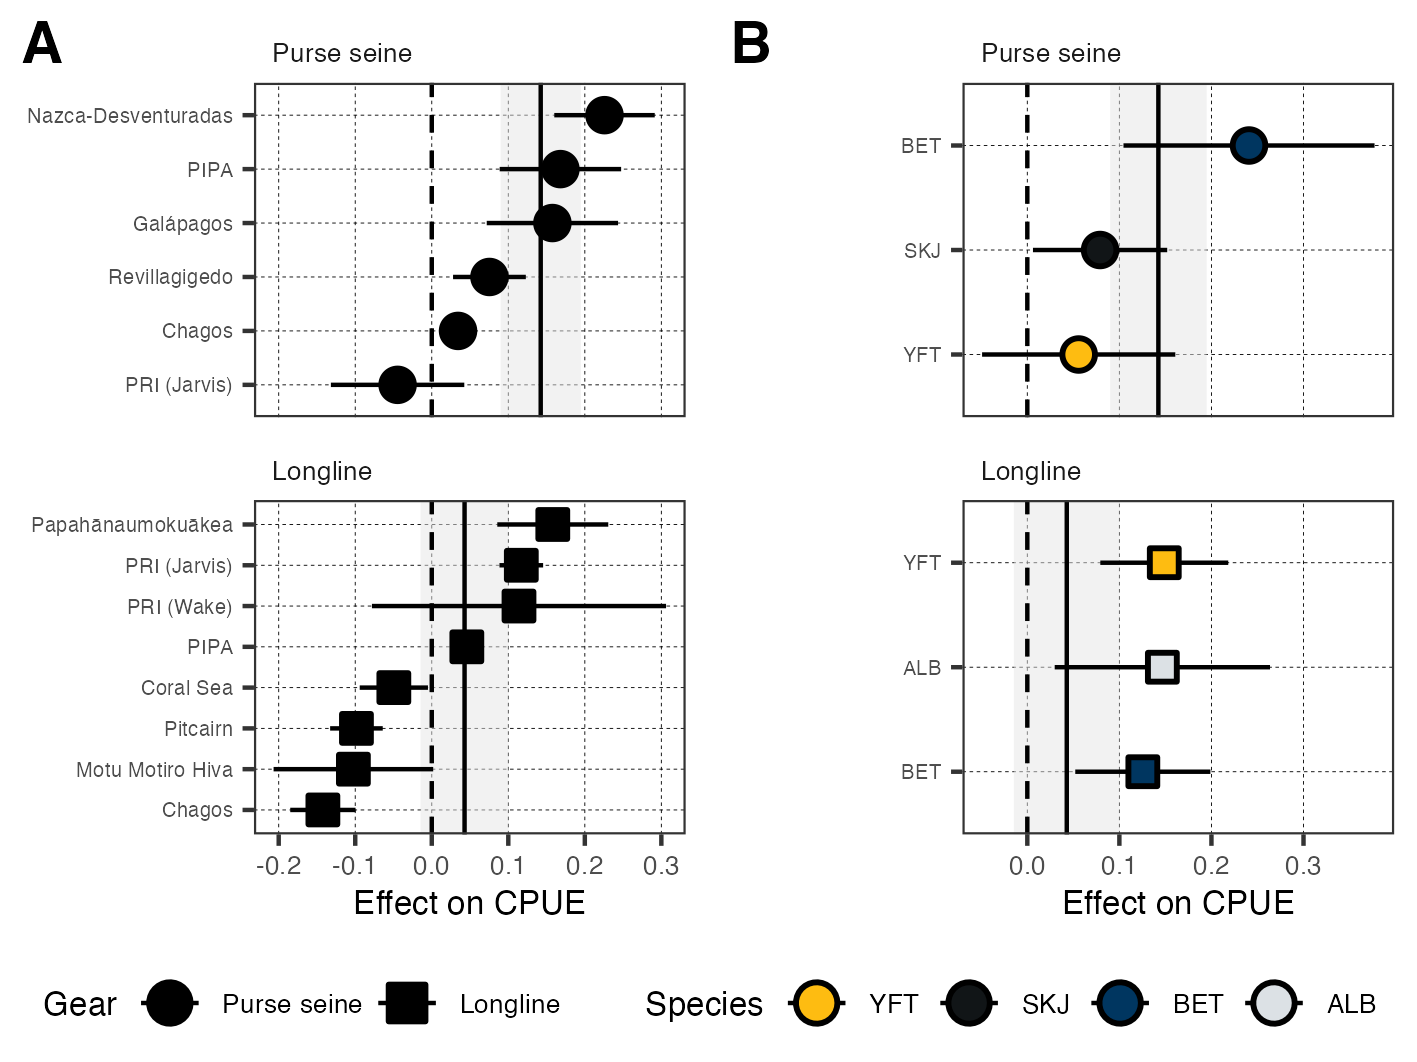 A
Purse seine
Nazca-Desventuradas
PIPA
Galápagos
Revillagigedo
Chagos
PRI (Jarvis)
Longline
Papahānaumokuākea
PRI (Jarvis)
PRI (Wake)
PIPA
Coral Sea
Pitcairn
Motu Motiro Hiva
Chagos
-0.2 -0.1 0.0 0.1 0.2 0.3
Effect on CPUE
B
Purse seine
BET
SKJ
YFT
Longline
YFT
ALB
BET
0.0 0.1 0.2 0.3
Effect on CPUE
Gear Purse seine Longline
Species YFT SKJ BET ALB